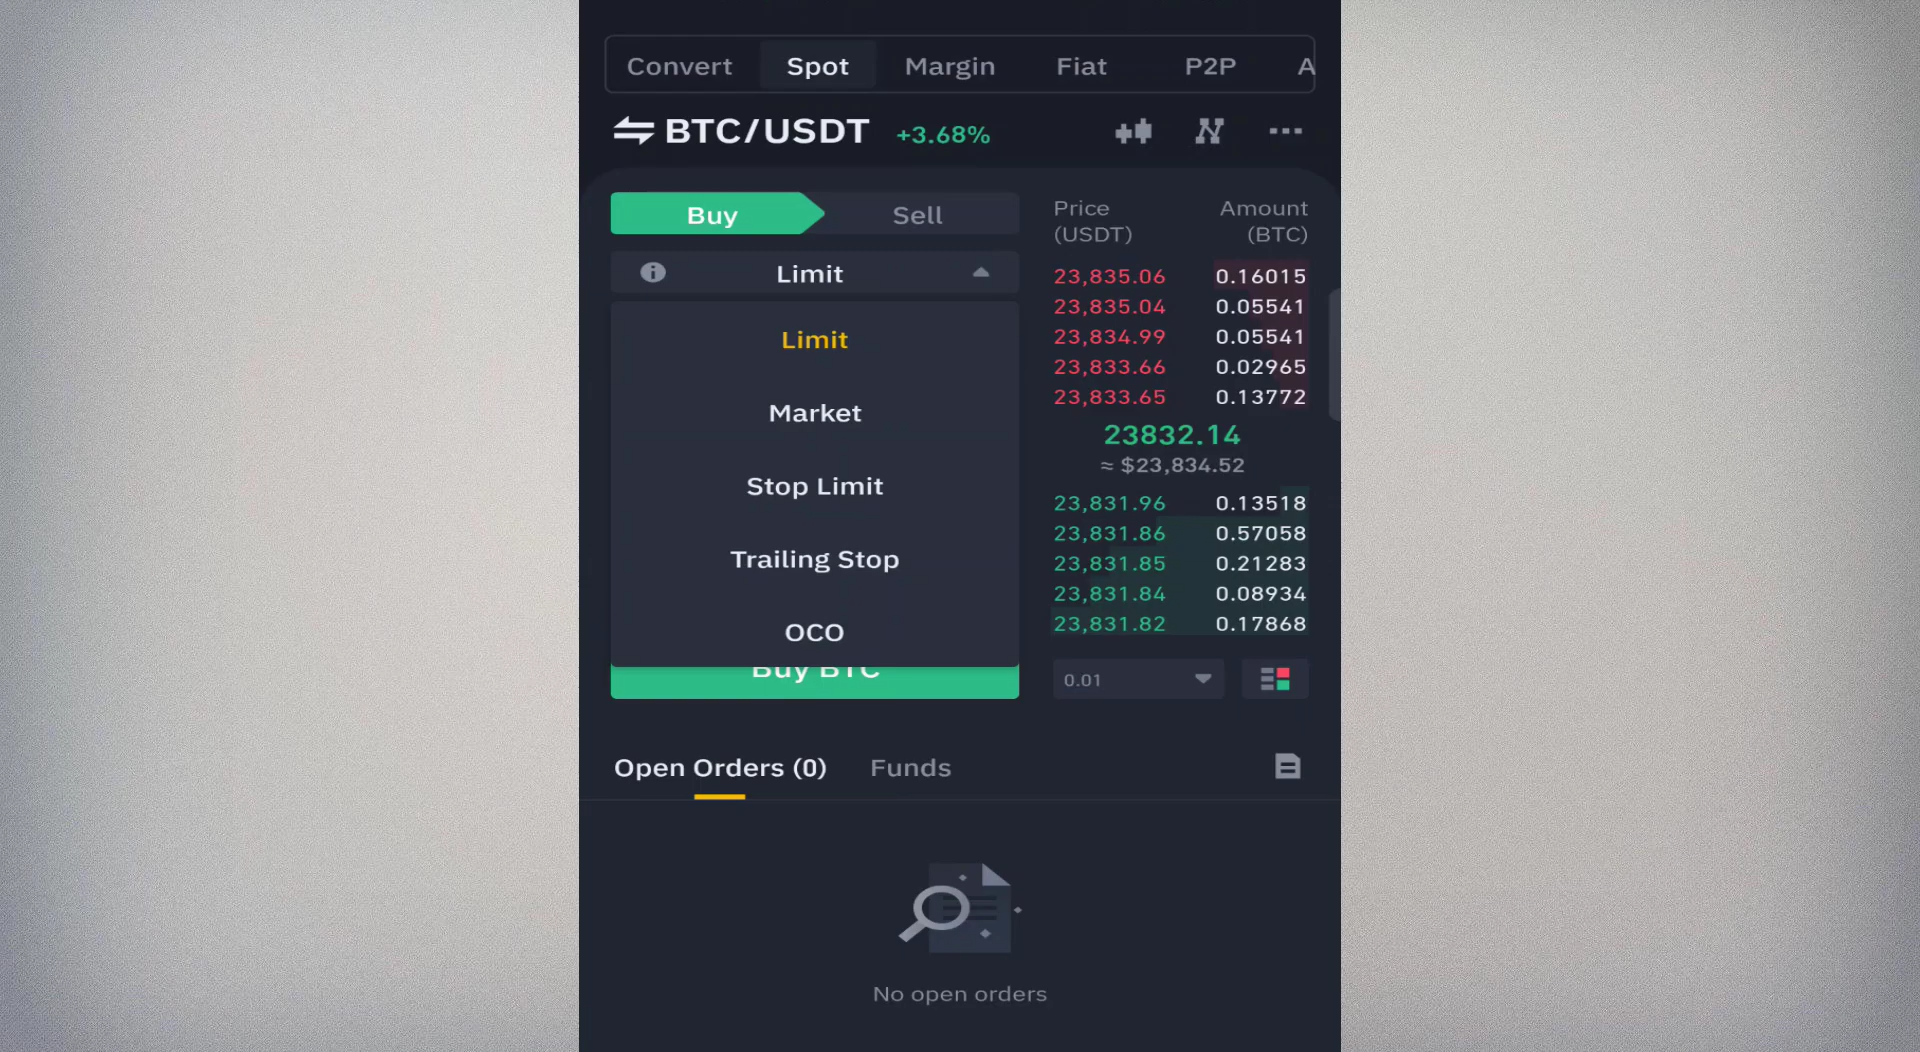 Convert Spot Margin Fiat P2P A
BTC/USDT +3.68%
Buy Sell
Limit
Limit
Market
Stop Limit
Trailing Stop
OCO
Buy BTC
Price Amount
(USDT) (BTC)
23,835.06 0.16015
23,835.04 0.05541
23,834.99 0.05541
23,833.66 0.02965
23,833.65 0.13772
23832.14
≈ $23,834.52
23,831.96 0.13518
23,831.86 0.57058
23,831.85 0.21283
23,831.84 0.08934
23,831.82 0.17868
0.01
Open Orders (0) Funds
No open orders